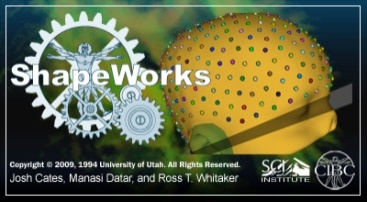 ShapeWorks
Copyright © 2009, 1994 University of Utah. All Rights Reserved.
Josh Cates, Manasi Datar, and Ross T. Whitaker
SCI
INSTITUTE
CIBC